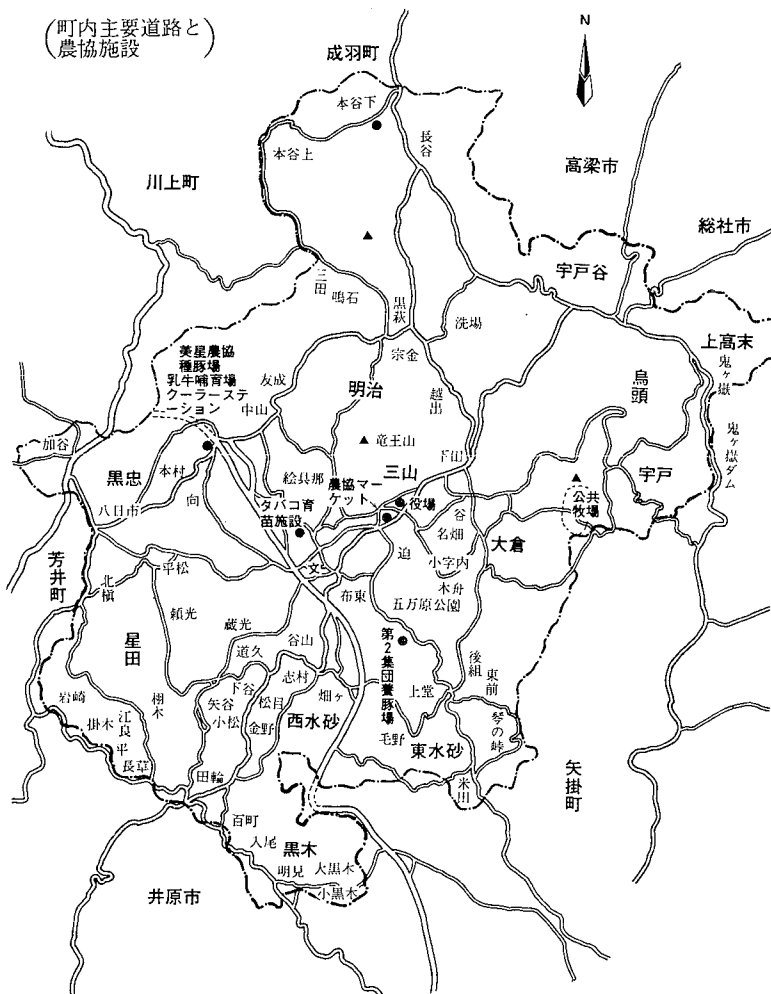 (町内主要道路と
農協施設)
N
成羽町
本谷下
長谷
本谷上
高梁市
川上町
総社市
宇戸谷
三田
鳴石
黒萩
洗場
上高末
鬼ヶ嶽
美星農協
種豚場
乳牛哺育場
クーラーステ
ーション
宗金
友成
明治
越出
烏頭
中山
鬼ヶ嶽ダム
加谷
竜王山
下山
黒忠
本村
絵具那
三山
宇戸
農協マー
ケット
役場
公共
牧場
八日市
向
タバコ育
苗施設
谷
名畑
大倉
迫
小字内
芳井町
平松
文
木舟
北槇
布東
五万原公園
頼光
蔵光
星田
道久
谷山
第2集団養豚場
後組
東前
下谷
志村
畑ヶ
岩崎
栩木
矢谷
松目
上堂
掛木
江良平
小松
金野
西水砂
琴の峠
毛野
東水砂
長草
田輪
米川
矢掛町
百町
入尾
黒木
明見
大黒木
小黒木
井原市